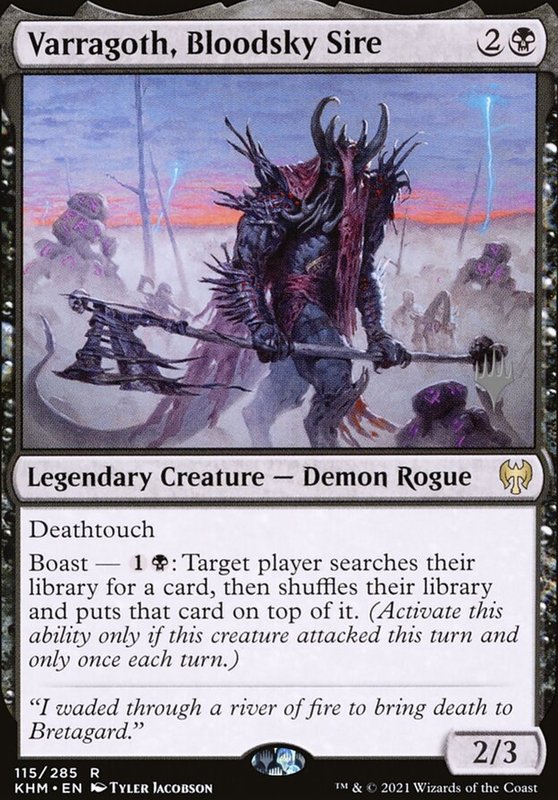 Varragoth, Bloodsky Sire 2
Legendary Creature — Demon Rogue
Deathtouch
Boast — 1 : Target player searches their
library for a card, then shuffles their library
and puts that card on top of it. (Activate this
ability only if this creature attacked this turn and
only once each turn.)
“I waded through a river of fire to bring death to
Bretagard.”
2/3
115/285 R
KHM • EN Tyler Jacobson
™ & © 2021 Wizards of the Coast